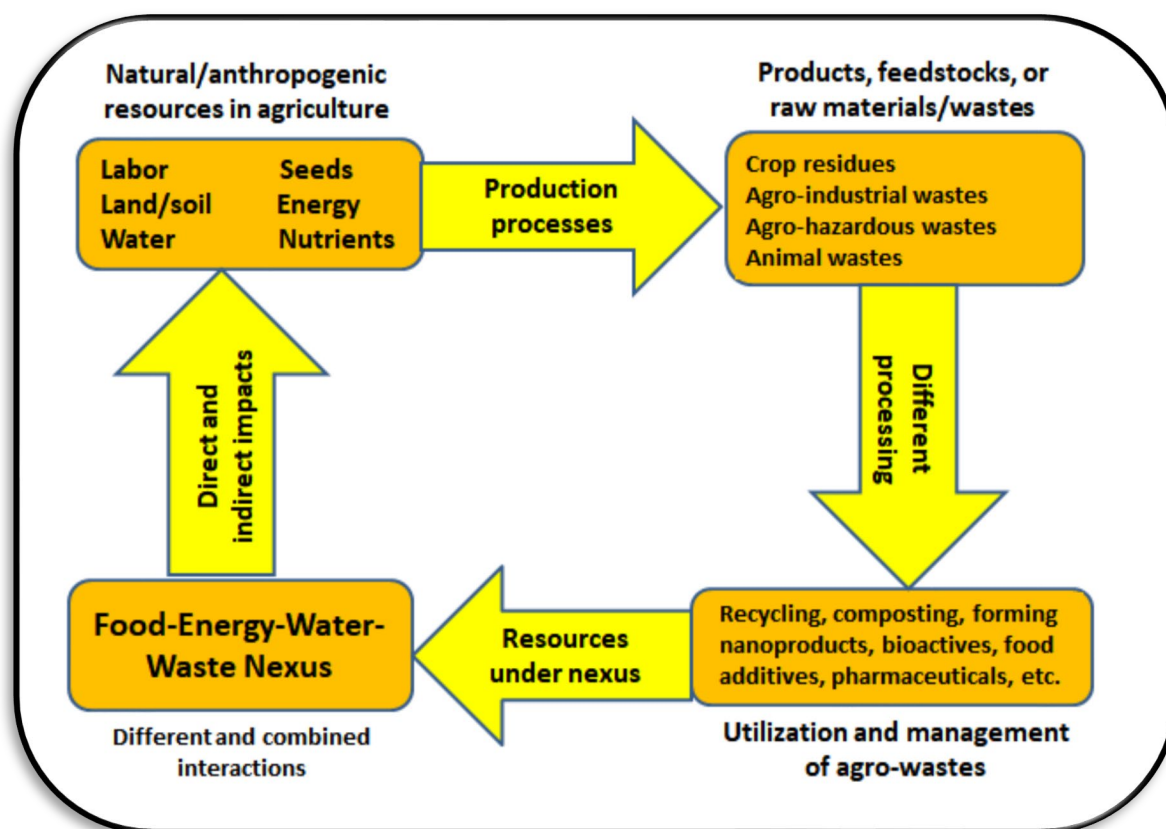 Natural/anthropogenic
resources in agriculture
Labor Seeds
Land/soil Energy
Water Nutrients
Production
processes
Products, feedstocks, or
raw materials/wastes
Crop residues
Agro-industrial wastes
Agro-hazardous wastes
Animal wastes
Different
processing
Recycling, composting, forming
nanoproducts, bioactives, food
additives, pharmaceuticals, etc.
Utilization and management
of agro-wastes
Resources
under nexus
Food-Energy-Water-
Waste Nexus
Different and combined
interactions
Direct and
indirect impacts